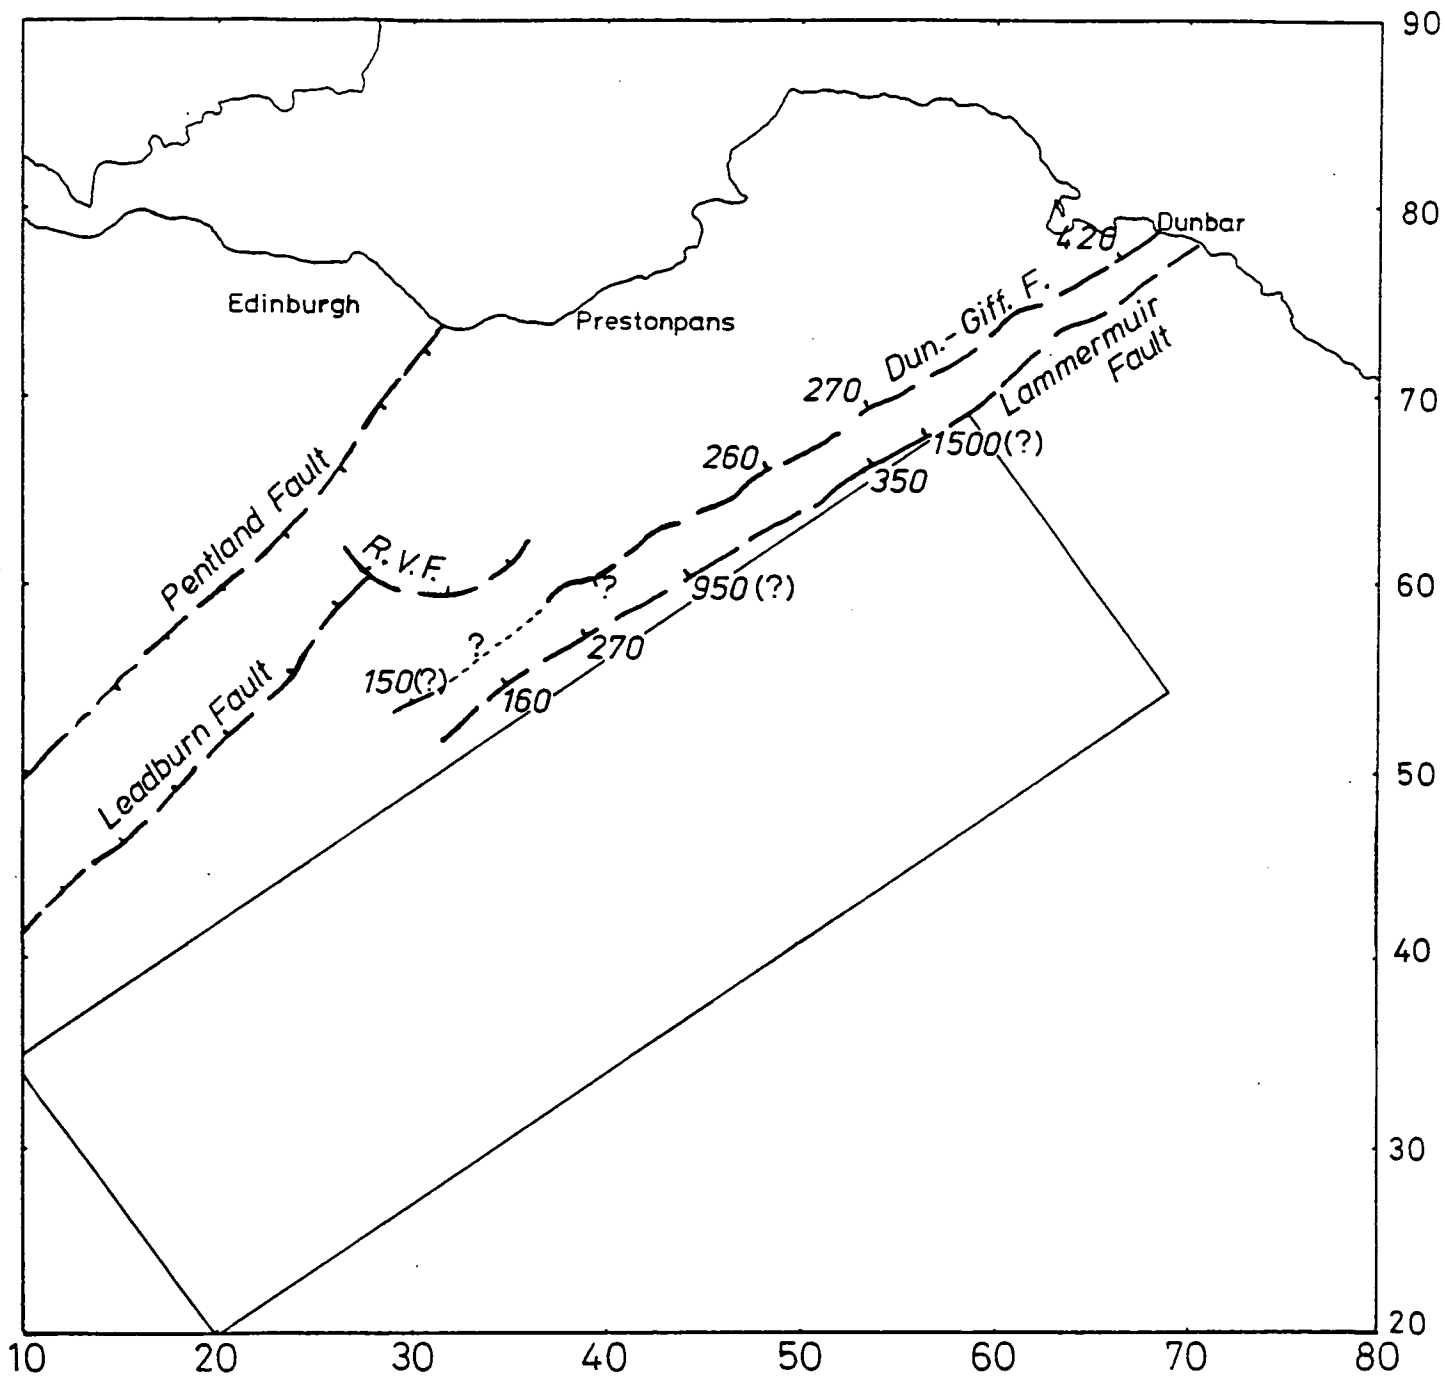 90
80
Dunbar
420
Edinburgh
Prestonpans
Dun.-Giff. F.
Lammermuir
Fault
270
70
1500(?)
260
350
Pentland Fault
R.V.F.
?
60
950(?)
?
270
150(?)
160
Leadburn Fault
50
40
30
20
10 20 30 40 50 60 70 80